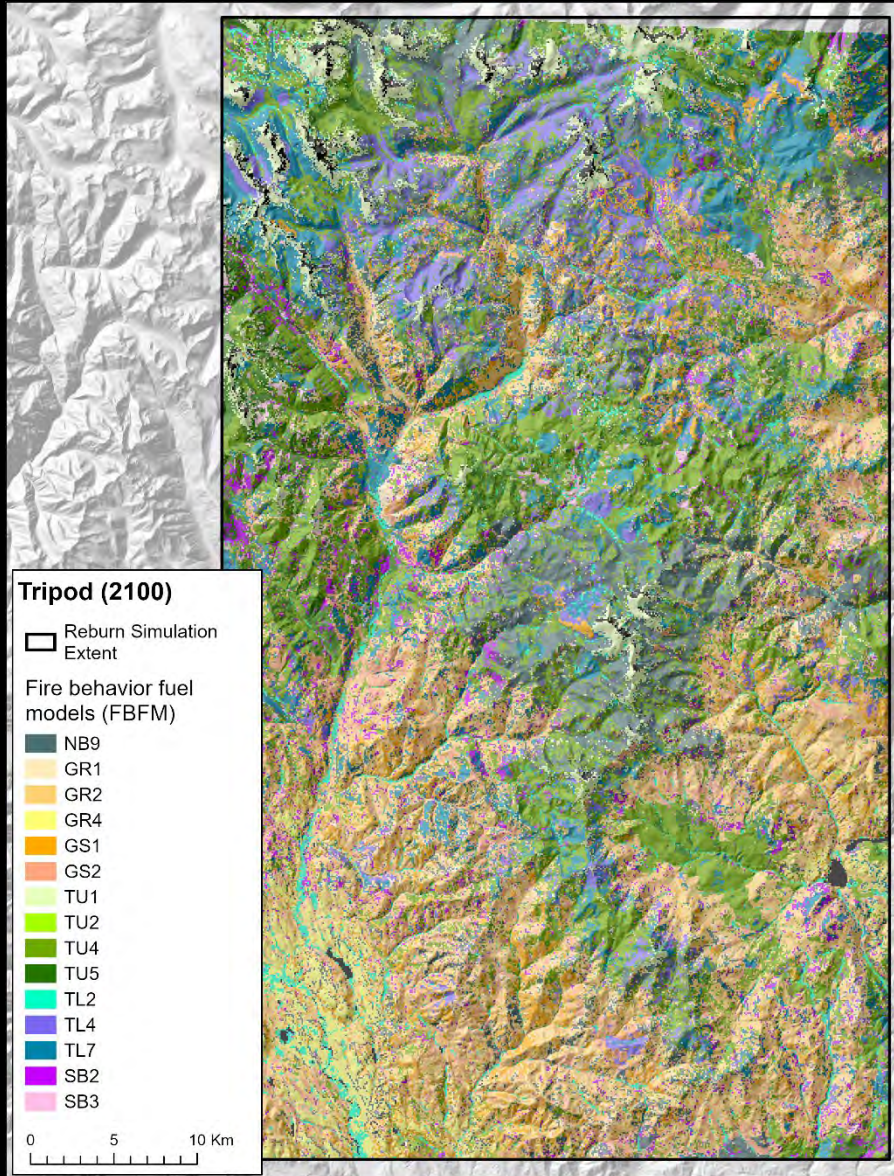 Tripod (2100)
Reburn Simulation
Extent
Fire behavior fuel
models (FBFM)
NB9
GR1
GR2
GR4
GS1
GS2
TU1
TU2
TU4
TU5
TL2
TL4
TL7
SB2
SB3
0 5 10 Km